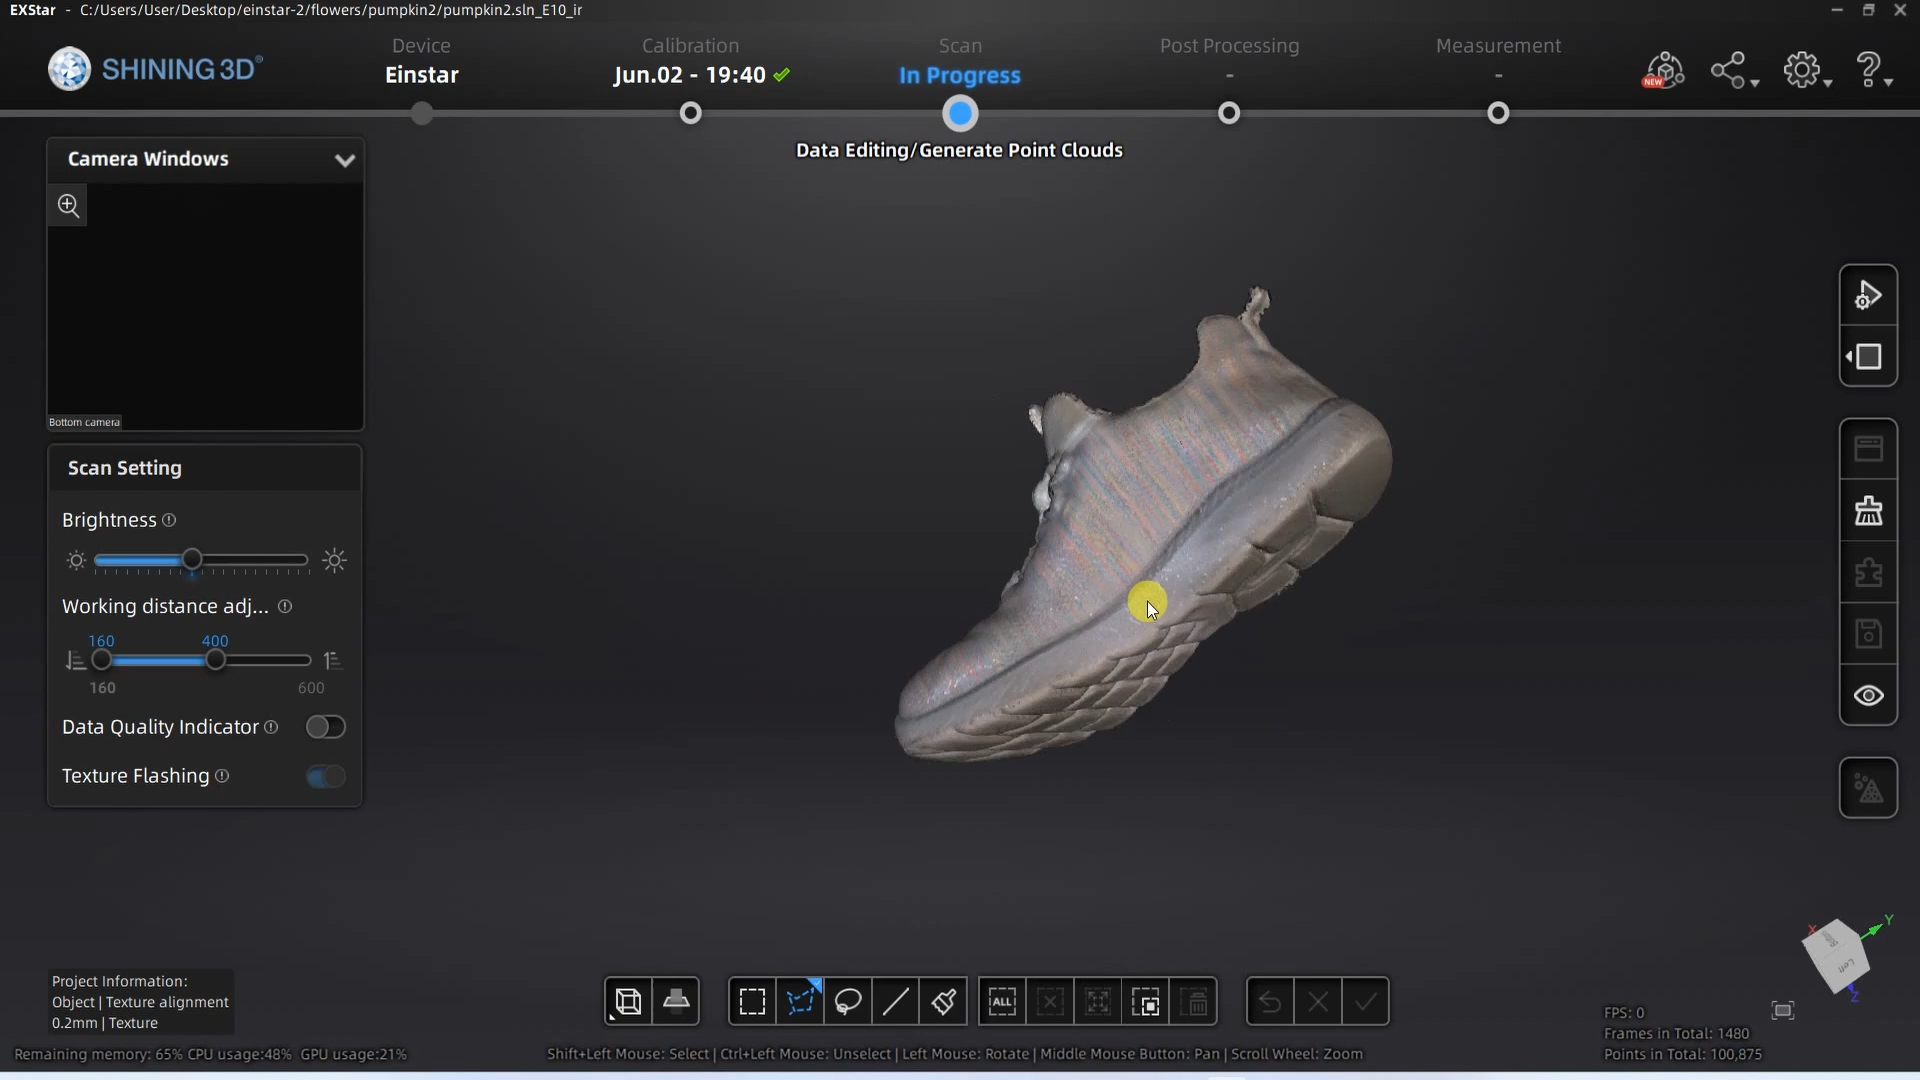 EXStar - C:/Users/User/Desktop/einstar-2/flowers/pumpkin2/pumpkin2.sln_E10_ir
SHINING 3D®
Device
Einstar
Calibration
Jun.02 - 19:40
Scan
In Progress
Post Processing
-
Measurement
-
NEW
Data Editing/Generate Point Clouds
Camera Windows
Bottom camera
Scan Setting
Brightness
Working distance adj...
160 400
160 600
Data Quality Indicator
Texture Flashing
Project Information:
Object | Texture alignment
0.2mm | Texture
ALL
X
Y
Left
Z
FPS: 0
Frames in Total: 1480
Points in Total: 100,875
Remaining memory: 65% CPU usage:48% GPU usage:21%
Shift+Left Mouse: Select | Ctrl+Left Mouse: Unselect | Left Mouse: Rotate | Middle Mouse Button: Pan | Scroll Wheel: Zoom